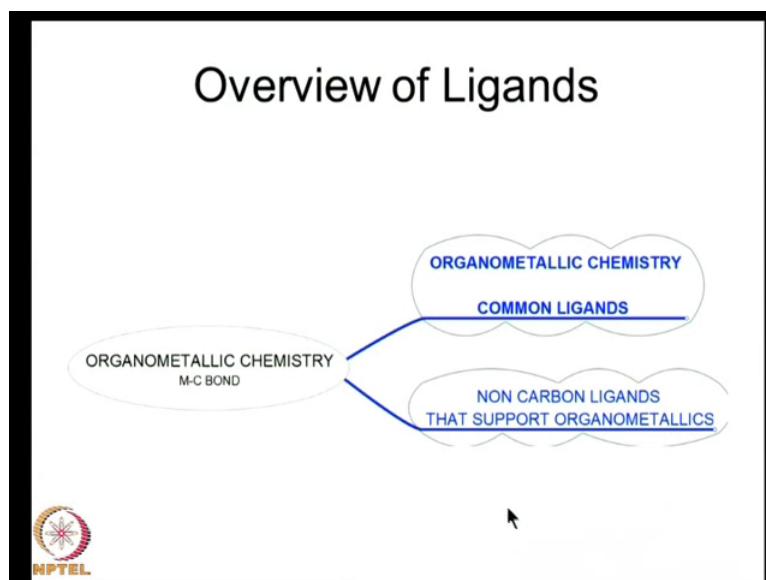 Overview of Ligands
ORGANOMETALLIC CHEMISTRY
M-C BOND
ORGANOMETALLIC CHEMISTRY
COMMON LIGANDS
NON CARBON LIGANDS
THAT SUPPORT ORGANOMETALLICS
NPTEL